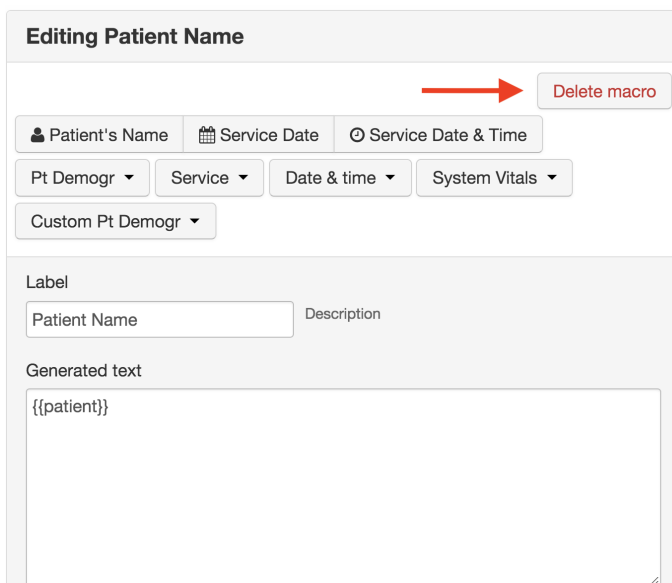 Editing Patient Name
Delete macro
Patient's Name Service Date Service Date & Time
Pt Demogr Service Date & time System Vitals
Custom Pt Demogr
Label
Patient Name Description
Generated text
{{patient}}